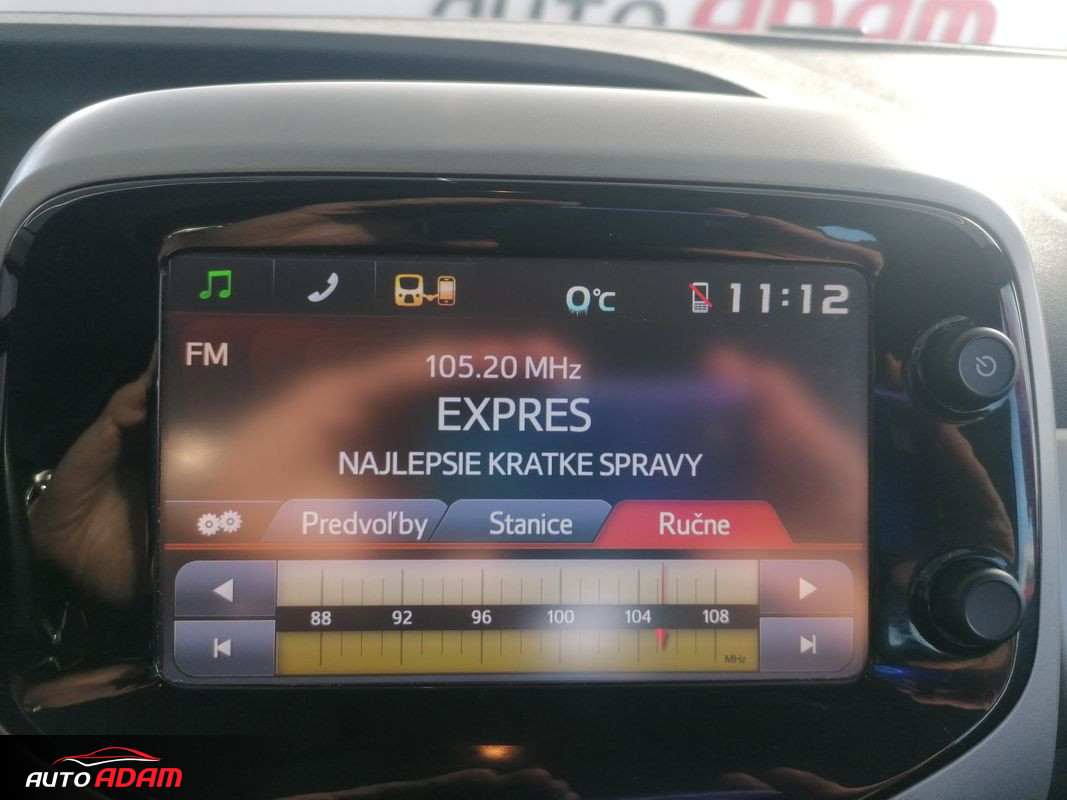 AUTO ADAM
0°C
11:12
FM
105.20 MHz
EXPRES
NAJLEPSIE KRATKE SPRAVY
Predvoľby Stanice Ručne
88 92 96 100 104 108
MHz
AUTO ADAM